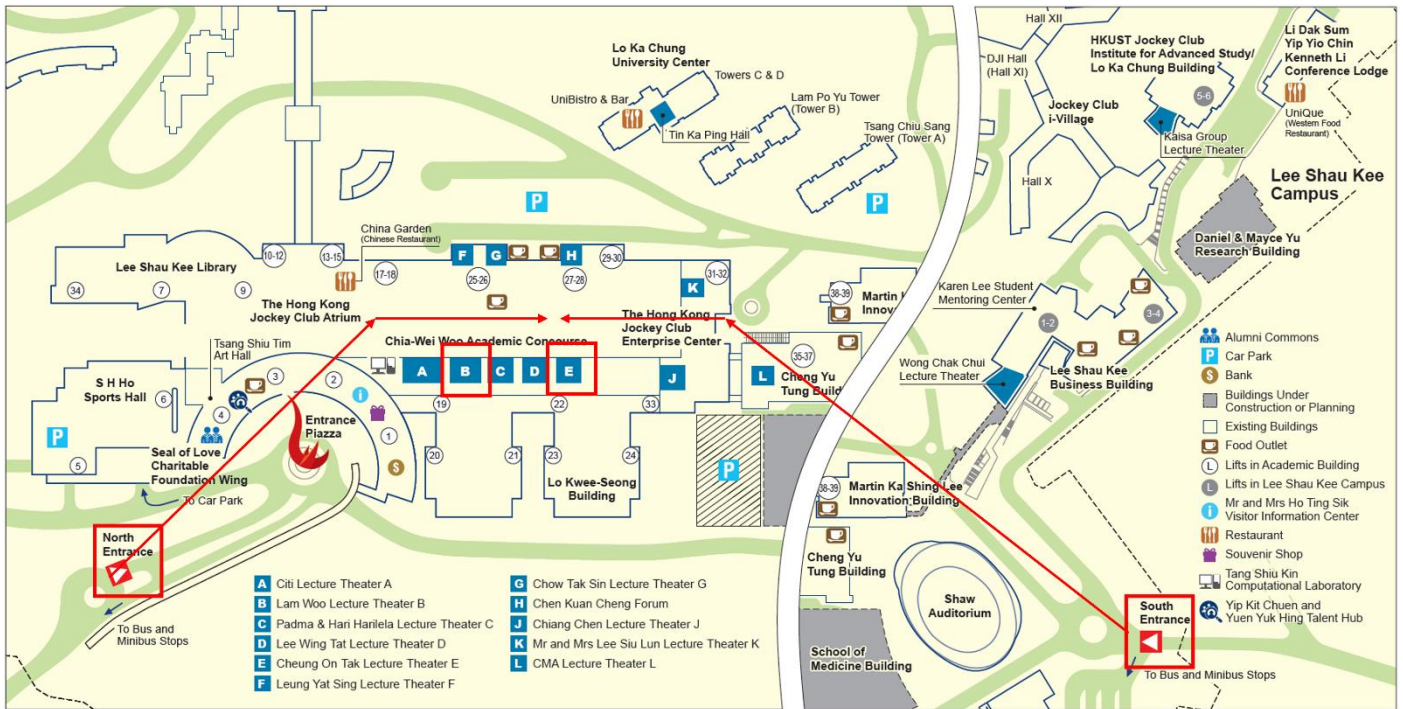 Lo Ka Chung
University Center
Towers C & D
UniBistro & Bar
Tin Ka Ping Hall
Lam Po Yu Tower
(Tower B)
Tsang Chiu Sang
Tower (Tower A)
Hall XII
DJI Hall
(Hall XI)
HKUST Jockey Club
Institute for Advanced Study/
Lo Ka Chung Building
5-6
Li Dak Sum
Yip Yio Chin
Kenneth Li
Conference Lodge
UniQue
(Western Food
Restaurant)
Jockey Club
i-Village
Kaisa Group
Lecture Theater
Hall X
Lee Shau Kee
Campus
Daniel & Mayce Yu
Research Building
P
P
China Garden
(Chinese Restaurant)
10-12
13-15
Lee Shau Kee Library
34
7
9
17-18
F
G
H
25-26
27-28
29-30
31-32
K
The Hong Kong
Jockey Club Atrium
The Hong Kong
Jockey Club
Enterprise Center
Chia-Wei Woo Academic Concourse
A
B
C
D
E
J
L
38-39
Martin
Innovation
35-37
Cheng Yu
Tung Build
Karen Lee Student
Mentoring Center
1-2
3-4
Wong Chak Chui
Lecture Theater
Lee Shau Kee
Business Building
Tsang Shiu Tim
Art Hall
S H Ho
Sports Hall
6
3
2
4
i
1
$
P
5
Entrance
Piazza
Seal of Love
Charitable
Foundation Wing
To Car Park
19
22
33
20
21
23
24
Lo Kwee-Seong
Building
P
38-39
Martin Ka Shing Lee
Innovation Building
Cheng Yu
Tung Building
Shaw
Auditorium
School of
Medicine Building
North
Entrance
To Bus and
Minibus Stops
South
Entrance
To Bus and Minibus Stops
A Citi Lecture Theater A
B Lam Woo Lecture Theater B
C Padma & Hari Harilela Lecture Theater C
D Lee Wing Tat Lecture Theater D
E Cheung On Tak Lecture Theater E
F Leung Yat Sing Lecture Theater F
G Chow Tak Sin Lecture Theater G
H Chen Kuan Cheng Forum
J Chiang Chen Lecture Theater J
K Mr and Mrs Lee Siu Lun Lecture Theater K
L CMA Lecture Theater L
Alumni Commons
P Car Park
$ Bank
Buildings Under
Construction or Planning
Existing Buildings
Food Outlet
L Lifts in Academic Building
L Lifts in Lee Shau Kee Campus
i Mr and Mrs Ho Ting Sik
Visitor Information Center
Restaurant
Souvenir Shop
Tang Shiu Kin
Computational Laboratory
Yip Kit Chuen and
Yuen Yuk Hing Talent Hub